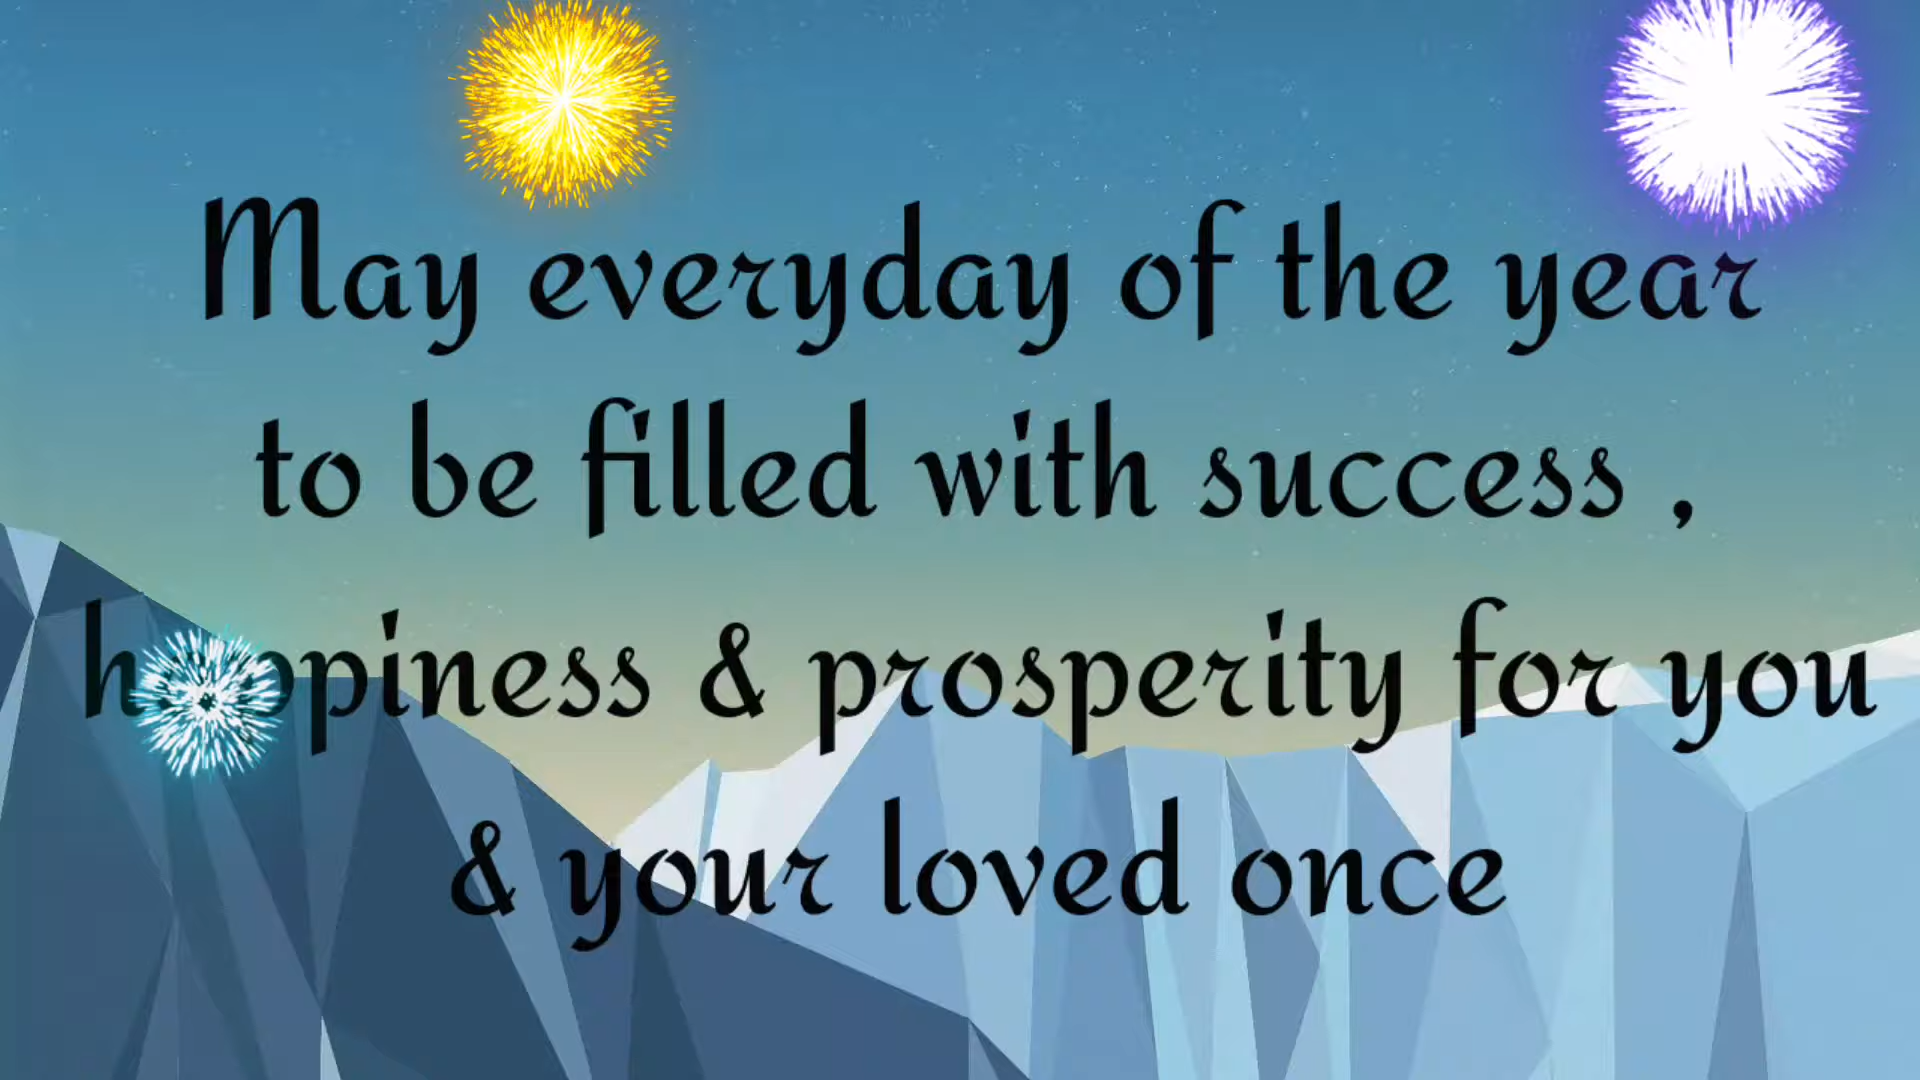 May everyday of the year
to be filled with success ,
happiness & prosperity for you
& your loved once